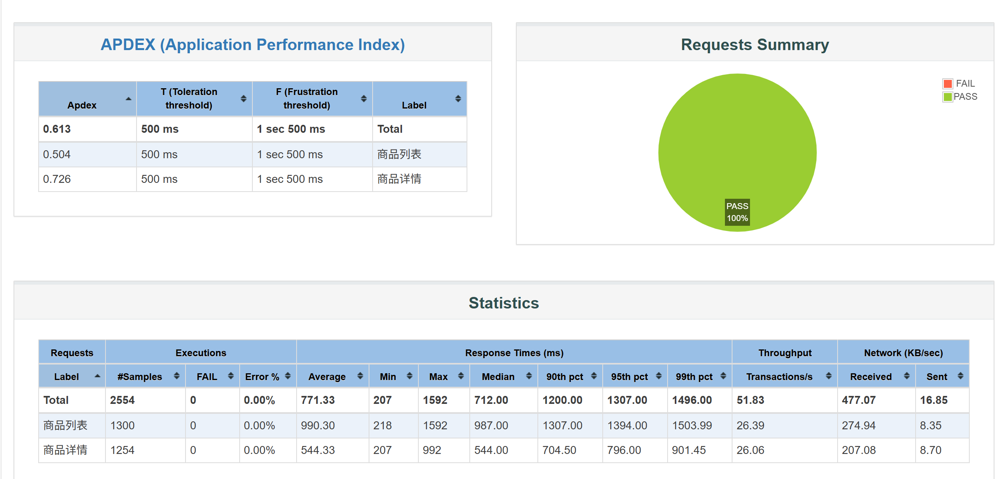 APDEX (Application Performance Index)
Apdex T (Toleration threshold) F (Frustration threshold) Label
0.613 500 ms 1 sec 500 ms Total
0.504 500 ms 1 sec 500 ms 商品列表
0.726 500 ms 1 sec 500 ms 商品详情
Requests Summary
FAIL
PASS
PASS
100%
Statistics
Requests Executions Response Times (ms) Throughput Network (KB/sec)
Label #Samples FAIL Error % Average Min Max Median 90th pct 95th pct 99th pct Transactions/s Received Sent
Total 2554 0 0.00% 771.33 207 1592 712.00 1200.00 1307.00 1496.00 51.83 477.07 16.85
商品列表 1300 0 0.00% 990.30 218 1592 987.00 1307.00 1394.00 1503.99 26.39 274.94 8.35
商品详情 1254 0 0.00% 544.33 207 992 544.00 704.50 796.00 901.45 26.06 207.08 8.70